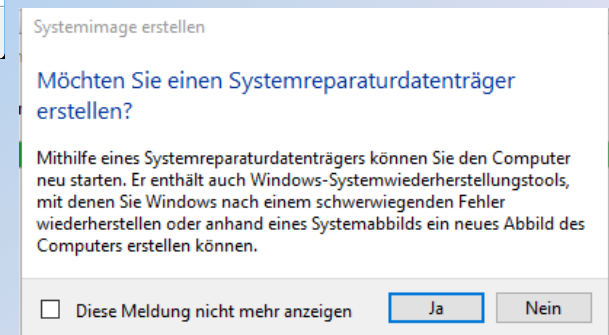 Systemimage erstellen
Möchten Sie einen Systemreparaturdatenträger
erstellen?
Mithilfe eines Systemreparaturdatenträgers können Sie den Computer
neu starten. Er enthält auch Windows-Systemwiederherstellungstools,
mit denen Sie Windows nach einem schwerwiegenden Fehler
wiederherstellen oder anhand eines Systemabbilds ein neues Abbild des
Computers erstellen können.
Diese Meldung nicht mehr anzeigen Ja Nein